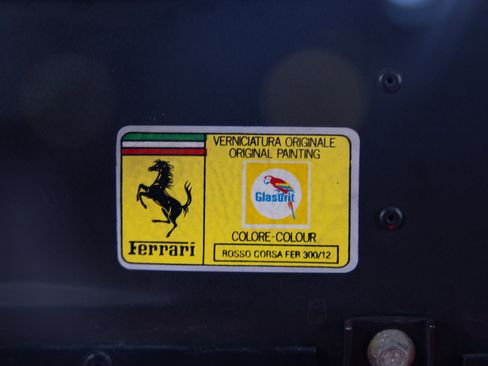 VERNICIATURA ORIGINALE
ORIGINAL PAINTING
Glasurit
COLORE-COLOUR
ROSSO CORSA FER 300/12
Ferrari